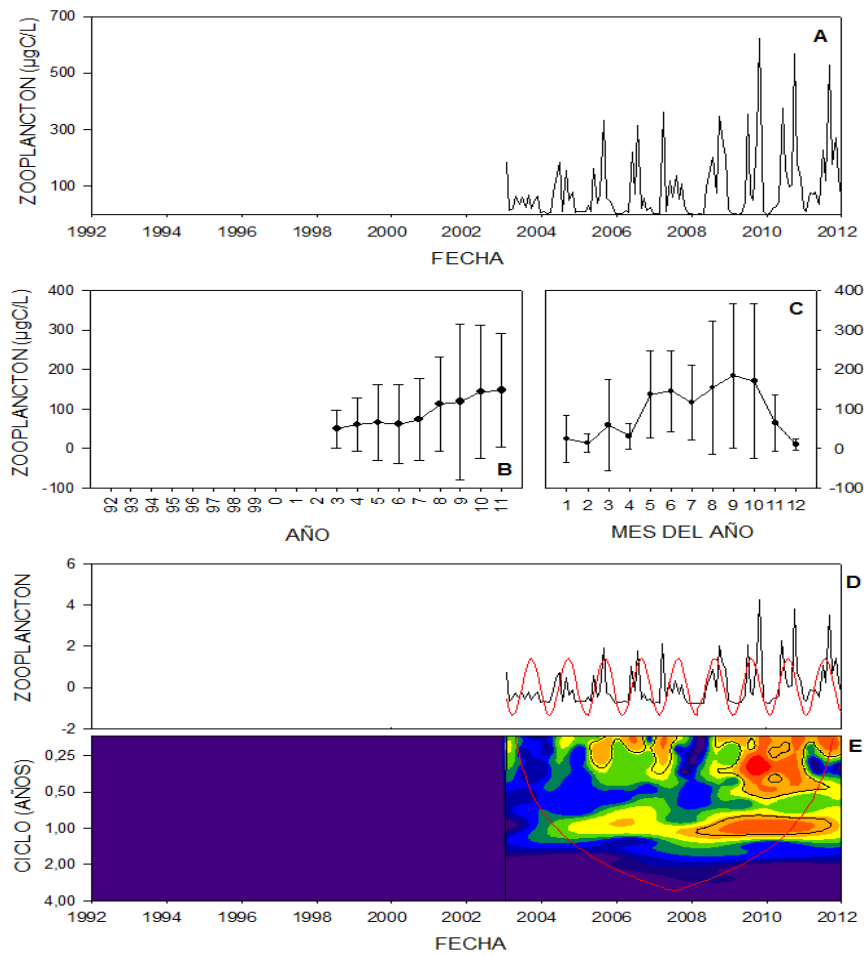 700
500
300
100
ZOOPLANCTON (µgC/L)
A
1992 1994 1996 1998 2000 2002 2004 2006 2008 2010 2012
FECHA
400
300
200
100
0
-100
ZOOPLANCTON (µgC/L)
B
92 93 94 95 96 97 98 99 0 1 2 3 4 5 6 7 8 9 10 11
AÑO
C
400
300
200
100
0
-100
1 2 3 4 5 6 7 8 9 10 11 12
MES DEL AÑO
6
4
2
0
-2
ZOOPLANCTON
D
E
0,25
0,50
1,00
2,00
4,00
CICLO (AÑOS)
1992 1994 1996 1998 2000 2002 2004 2006 2008 2010 2012
FECHA